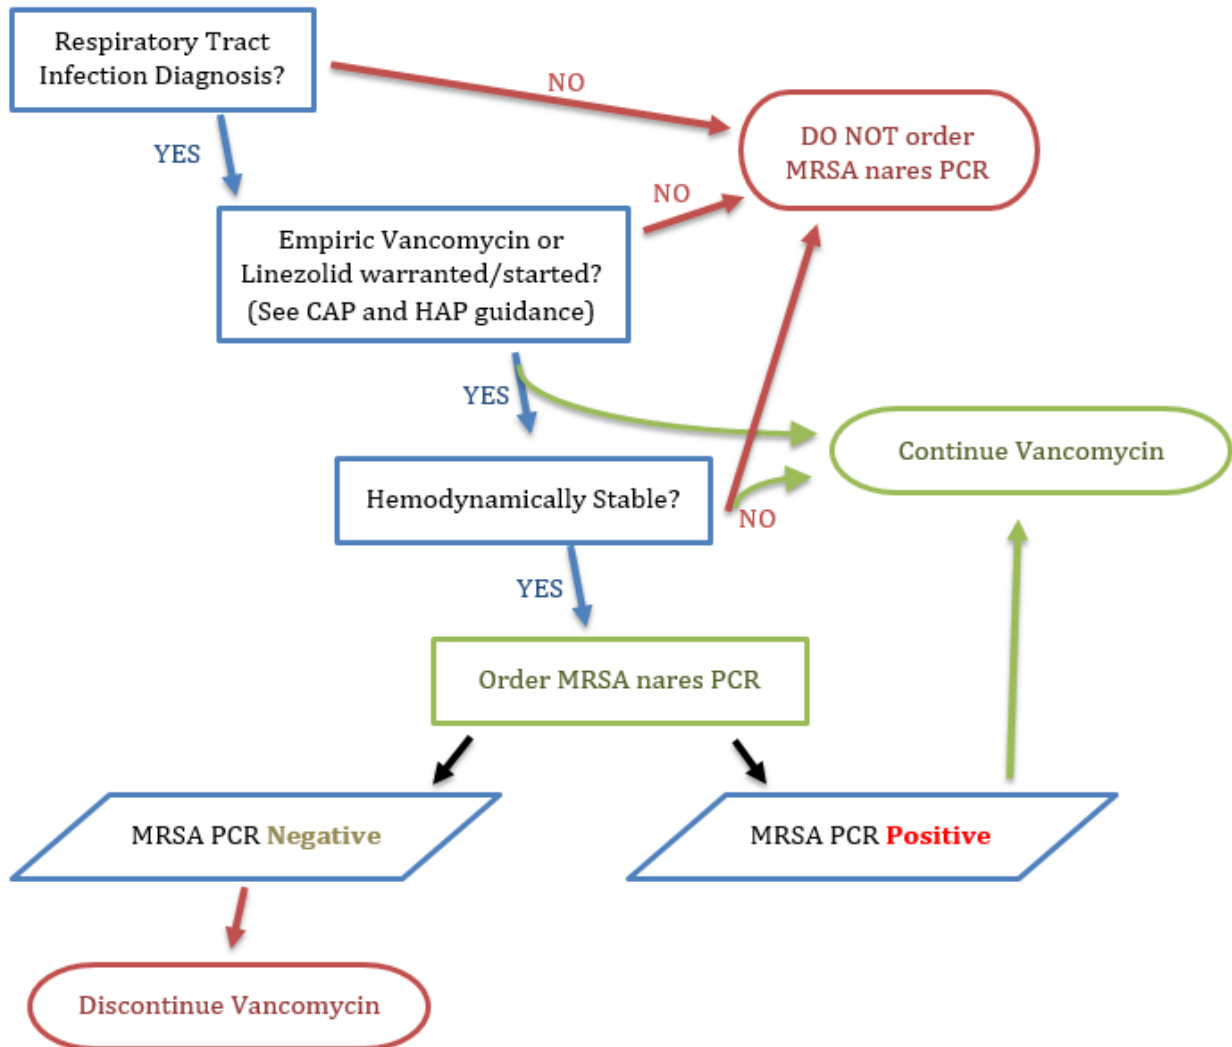 Respiratory Tract
Infection Diagnosis?
NO
DO NOT order
MRSA nares PCR
YES
NO
Empiric Vancomycin or
Linezolid warranted/started?
(See CAP and HAP guidance)
YES
Continue Vancomycin
Hemodynamically Stable?
NO
YES
Order MRSA nares PCR
MRSA PCR Negative
MRSA PCR Positive
Discontinue Vancomycin